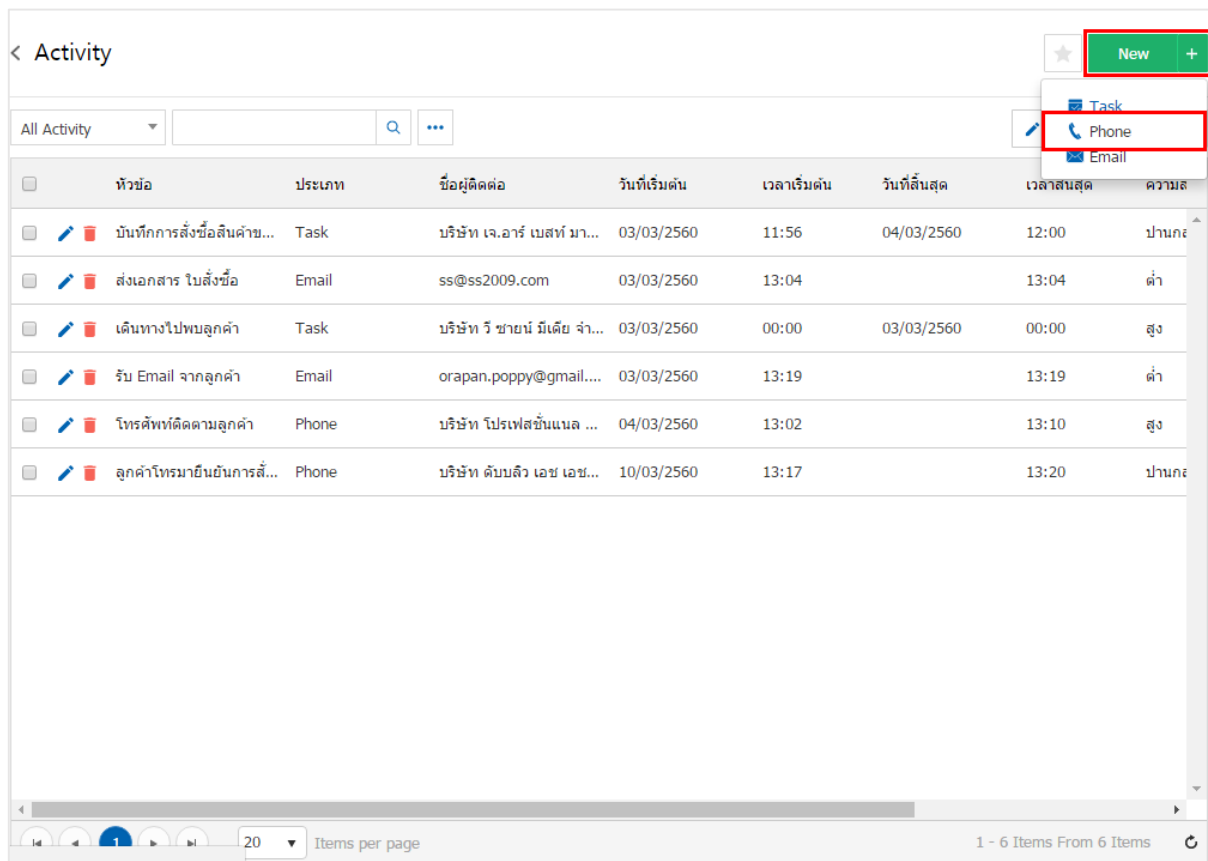 Activity
New +
Task
All Activity
Phone
Email
หัวข้อ ประเภท ชื่อผู้ติดต่อ วันที่เริ่มต้น เวลาเริ่มต้น วันที่สิ้นสุด เวลาสิ้นสุด
บันทึกการสั่งซื้อสินค้าข... Task บริษัท เจ.อาร์ เบสท์ มา... 03/03/2560 11:56 04/03/2560 12:00 ปานก
ส่งเอกสาร ใบสั่งซื้อ Email ss@ss2009.com 03/03/2560 13:04 13:04 ต่ำ
เดินทางไปพบลูกค้า Task บริษัท วี ชายน์ มีเดีย จำ... 03/03/2560 00:00 03/03/2560 00:00 สูง
รับ Email จากลูกค้า Email orapan.poppy@gmail.... 03/03/2560 13:19 13:19 ต่ำ
โทรศัพท์ติดตามลูกค้า Phone บริษัท โปรเฟสชั่นแนล ... 04/03/2560 13:02 13:10 สูง
ลูกค้าโทรมายืนยันการสั่... Phone บริษัท ดับบลิว เอช เอช... 10/03/2560 13:17 13:20 ปานก
1 20 Items per page 1 - 6 Items From 6 Items